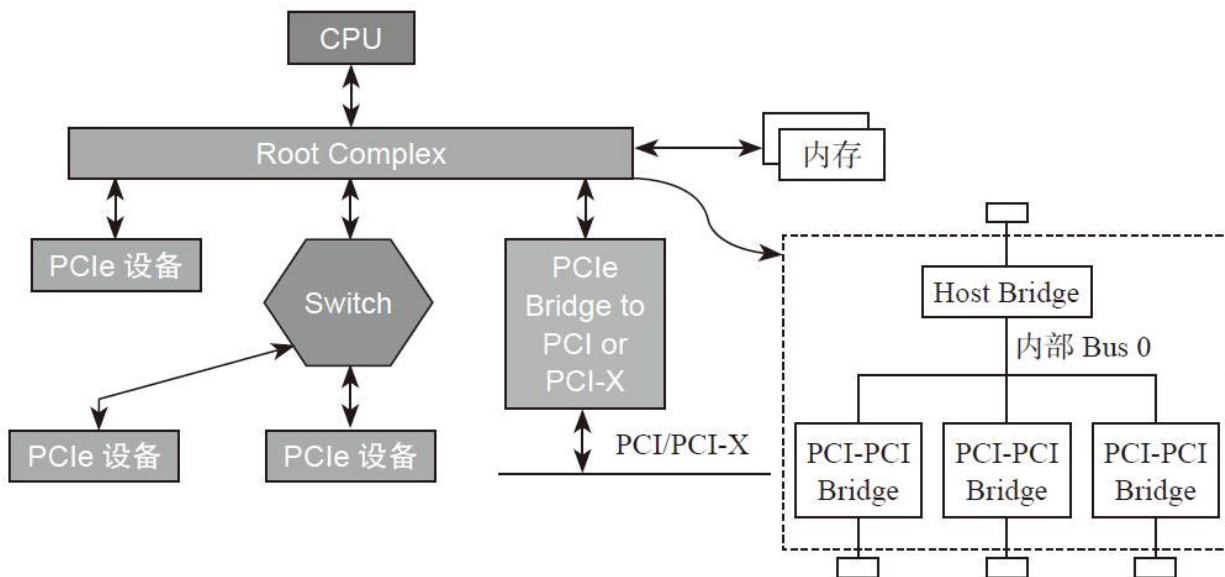 CPU
Root Complex
内存
PCIe 设备
Switch
PCIe
Bridge to
PCI or
PCI-X
PCIe 设备
PCIe 设备
PCI/PCI-X
Host Bridge
内部 Bus 0
PCI-PCI
Bridge
PCI-PCI
Bridge
PCI-PCI
Bridge